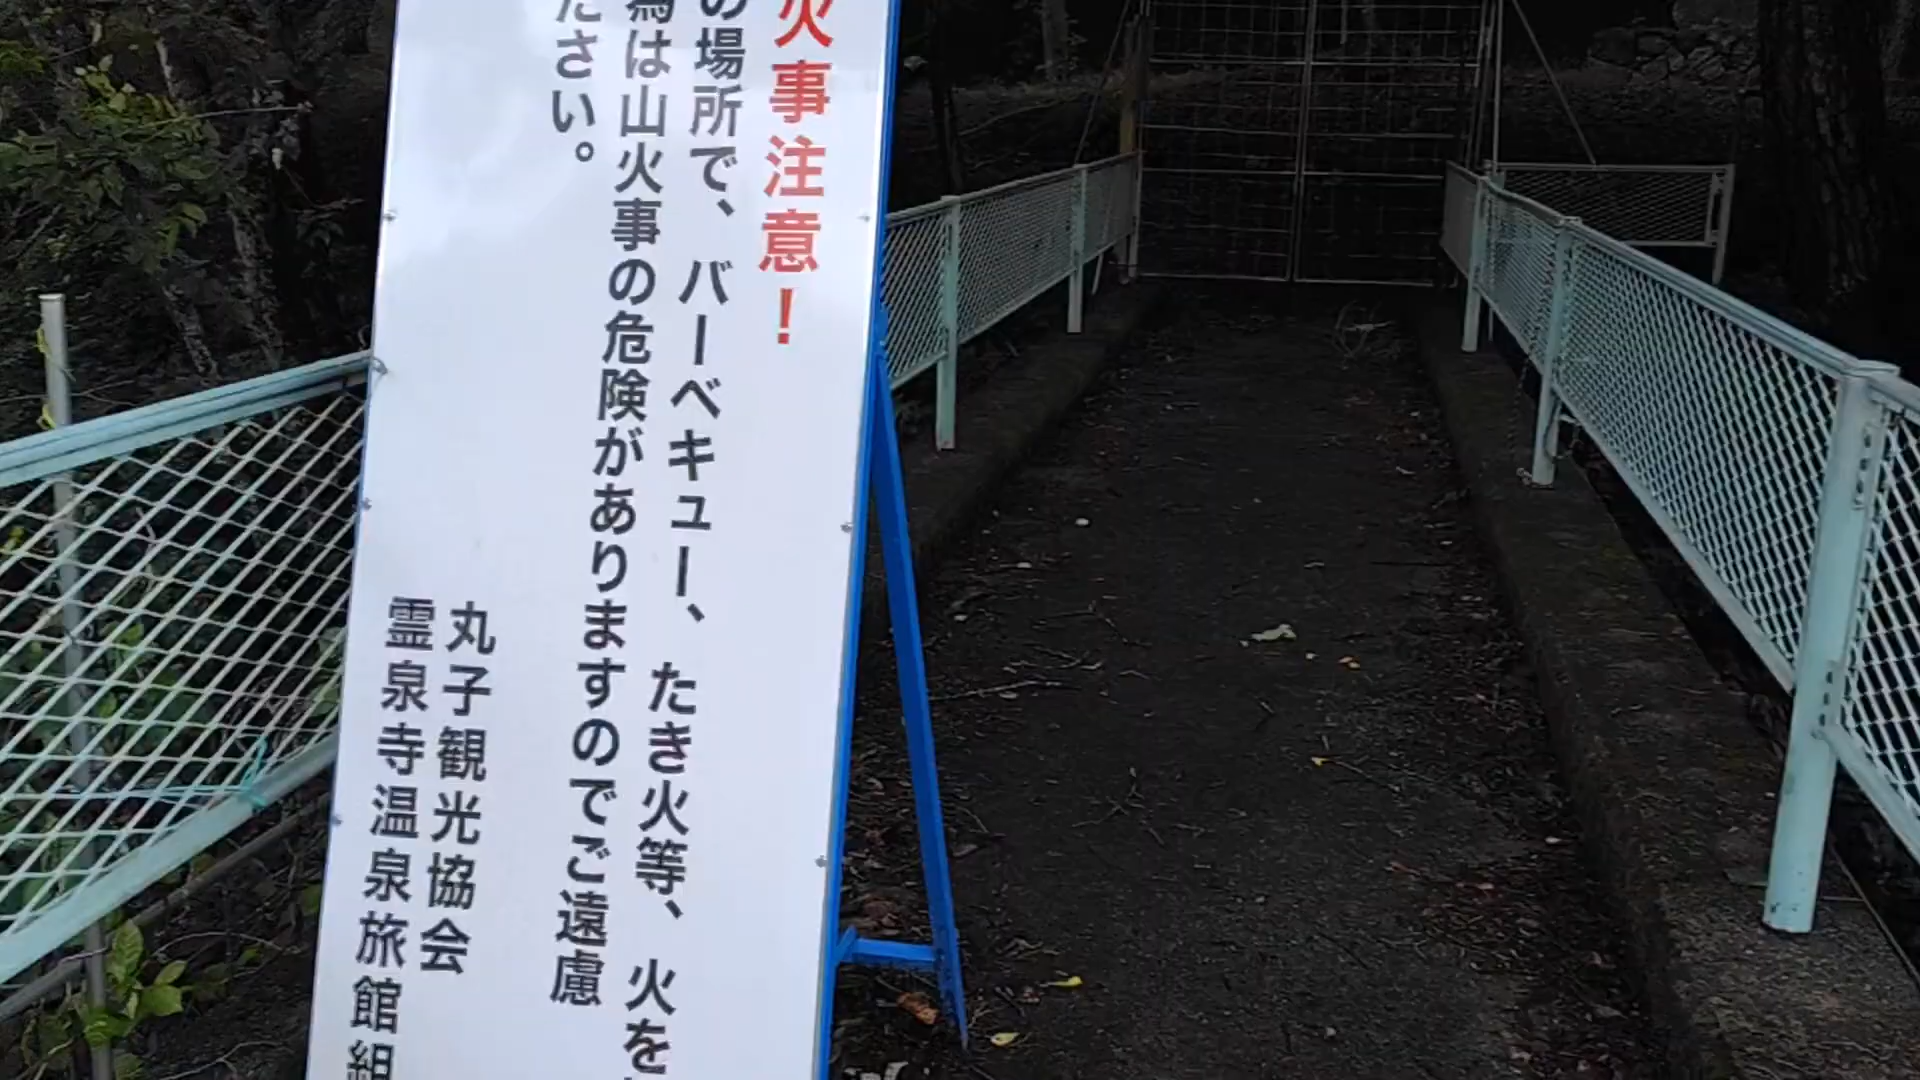 火事注意！
の場所で、バーベキュー、たき火等、火を
為は山火事の危険がありますのでご遠慮
ださい。
丸子観光協会
霊泉寺温泉旅館組